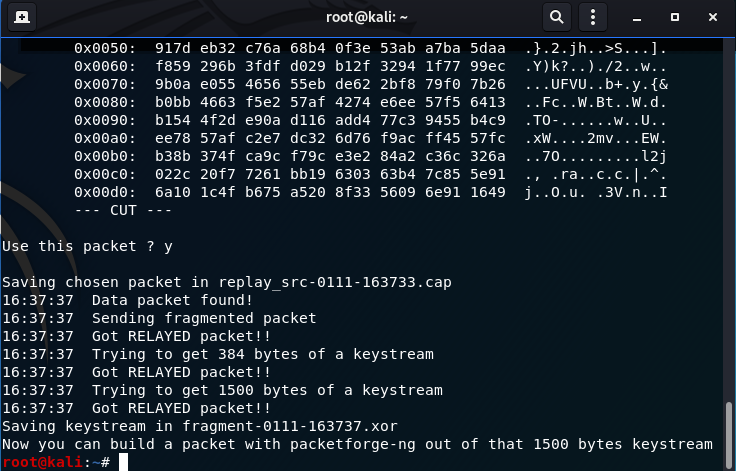 root@kali: ~
0x0050: 917d eb32 c76a 68b4 0f3e 53ab a7ba 5daa .}.2.jh..>S...].
0x0060: f859 296b 3fdf d029 b12f 3294 1f77 99ec .Y)k?..)./2..w..
0x0070: 9b0a e055 4656 55eb de62 2bf8 79f0 7b26 ...UFVU..b+.y.{&
0x0080: b0bb 4663 f5e2 57af 4274 e6ee 57f5 6413 ..Fc..W.Bt..W.d.
0x0090: b154 4f2d e90a d116 add4 77c3 9455 b4c9 .TO-......w..U..
0x00a0: ee78 57af c2e7 dc32 6d76 f9ac ff45 57fc .xW....2mv...EW.
0x00b0: b38b 374f ca9c f79c e3e2 84a2 c36c 326a ..7O.........l2j
0x00c0: 022c 20f7 7261 bb19 6303 63b4 7c85 5e91 ., .ra..c.c.|.^.
0x00d0: 6a10 1c4f b675 a520 8f33 5609 6e91 1649 j..O.u. .3V.n..I
--- CUT ---
Use this packet ? y
Saving chosen packet in replay_src-0111-163733.cap
16:37:37 Data packet found!
16:37:37 Sending fragmented packet
16:37:37 Got RELAYED packet!!
16:37:37 Trying to get 384 bytes of a keystream
16:37:37 Got RELAYED packet!!
16:37:37 Trying to get 1500 bytes of a keystream
16:37:37 Got RELAYED packet!!
Saving keystream in fragment-0111-163737.xor
Now you can build a packet with packetforge-ng out of that 1500 bytes keystream
root@kali:~#